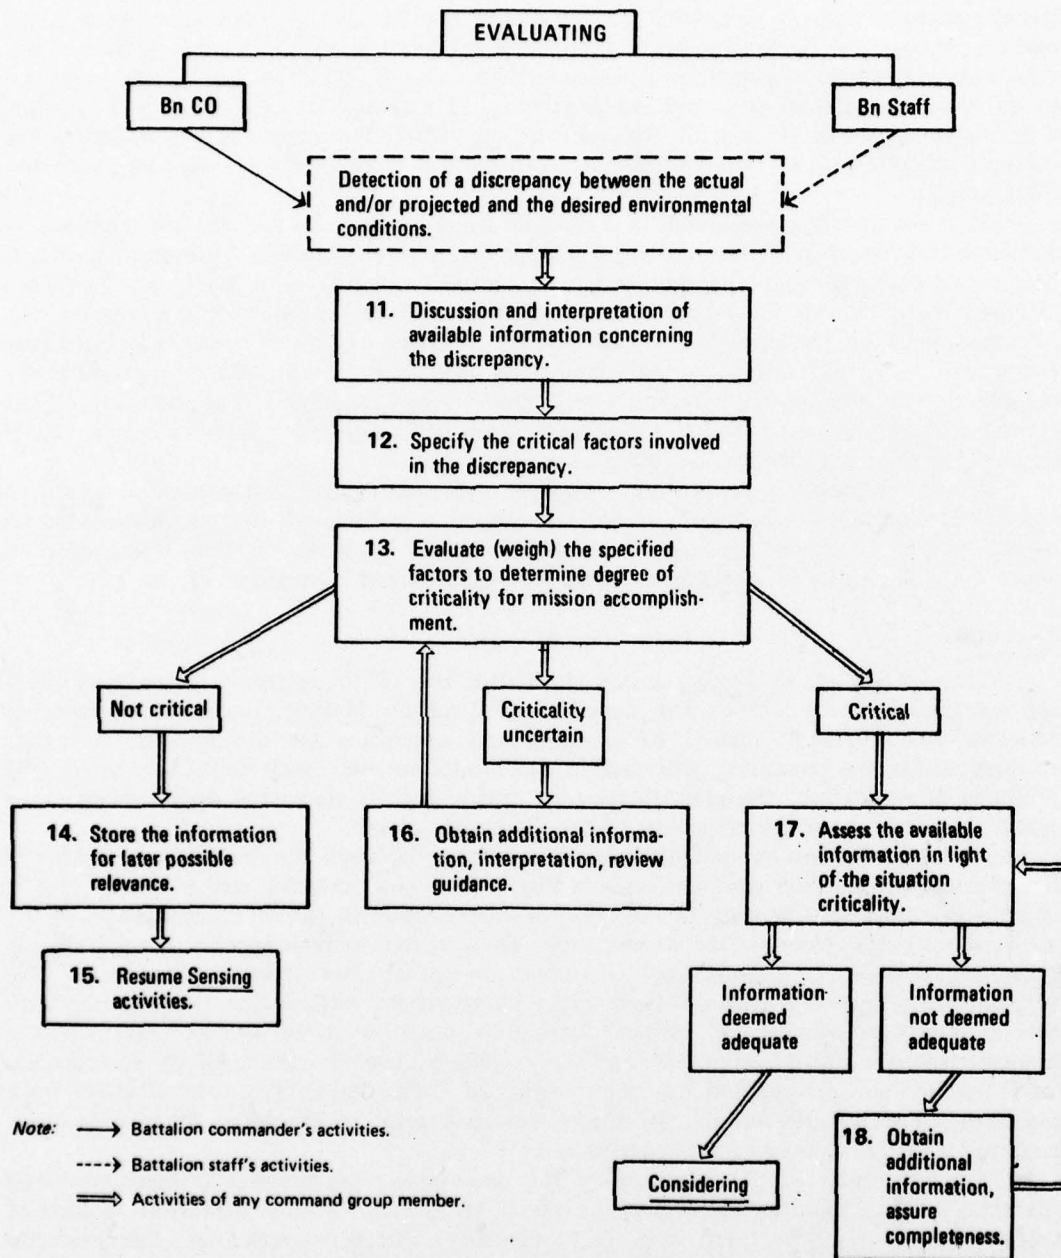 EVALUATING
Bn CO
Bn Staff
Detection of a discrepancy between the actual
and/or projected and the desired environmental
conditions.
11. Discussion and interpretation of
available information concerning
the discrepancy.
12. Specify the critical factors involved
in the discrepancy.
13. Evaluate (weigh) the specified
factors to determine degree of
criticality for mission accomplish-
ment.
Not critical
Criticality
uncertain
Critical
14. Store the information
for later possible
relevance.
16. Obtain additional informa-
tion, interpretation, review
guidance.
17. Assess the available
information in light
of the situation
criticality.
15. Resume Sensing
activities.
Information
deemed
adequate
Information
not deemed
adequate
Note: Battalion commander's activities.
Battalion staff's activities.
Activities of any command group member.
Considering
18. Obtain
additional
information,
assure
completeness.